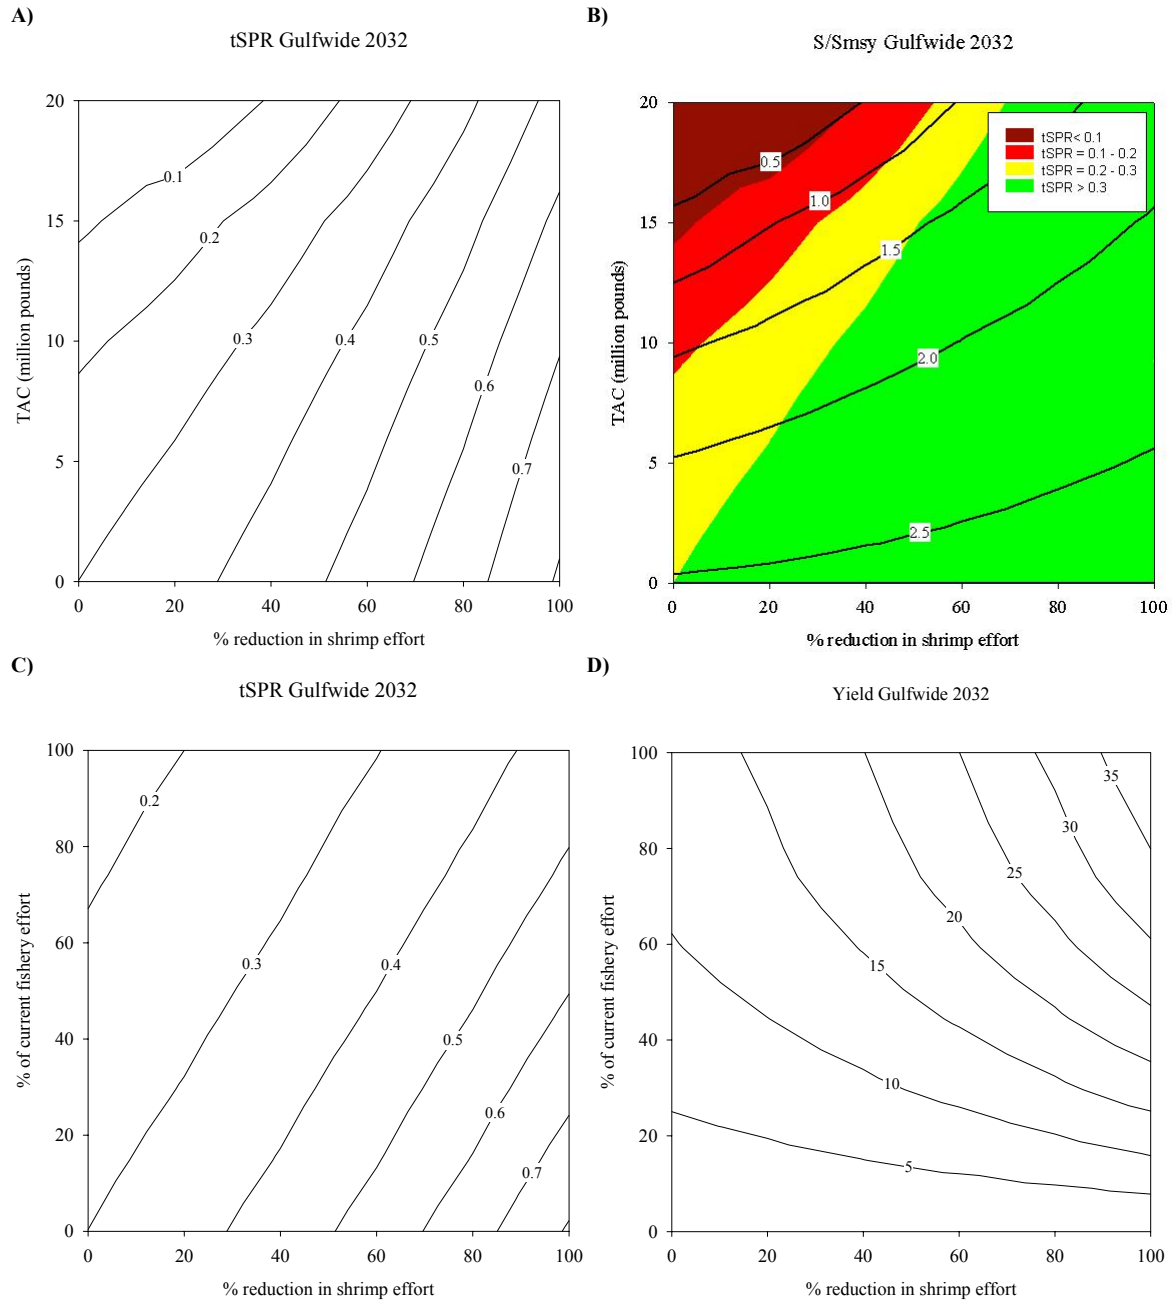 A)
tSPR Gulfwide 2032
20
15
10
5
0
TAC (million pounds)
0.1
0.2
0.3
0.4
0.5
0.6
0.7
0 20 40 60 80 100
% reduction in shrimp effort
B)
S/Smsy Gulfwide 2032
20
15
10
5
0
TAC (million pounds)
0.5
1.0
1.5
2.0
2.5
tSPR< 0.1
tSPR = 0.1 - 0.2
tSPR = 0.2 - 0.3
tSPR > 0.3
0 20 40 60 80 100
% reduction in shrimp effort
C)
tSPR Gulfwide 2032
100
80
60
40
20
0
% of current fishery effort
0.2
0.3
0.4
0.5
0.6
0.7
0 20 40 60 80 100
% reduction in shrimp effort
D)
Yield Gulfwide 2032
100
80
60
40
20
0
% of current fishery effort
35
30
25
20
15
10
5
0 20 40 60 80 100
% reduction in shrimp effort